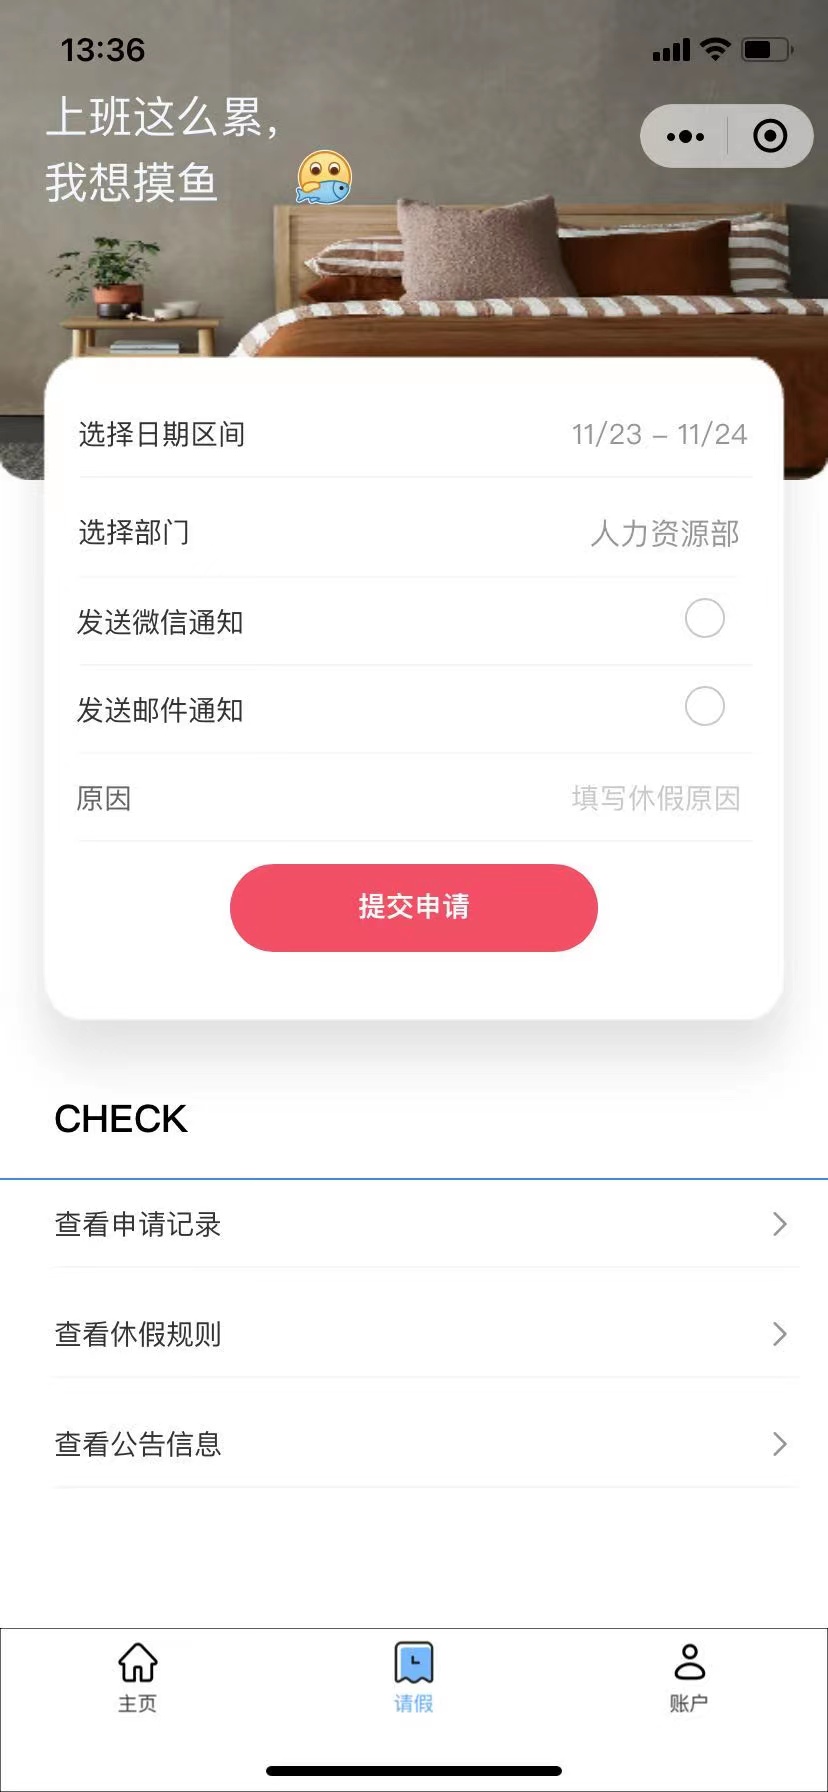 13:36
上班这么累，
我想摸鱼
选择日期区间 11/23 – 11/24
选择部门 人力资源部
发送微信通知
发送邮件通知
原因 填写休假原因
提交申请
CHECK
查看申请记录
查看休假规则
查看公告信息
主页 请假 账户